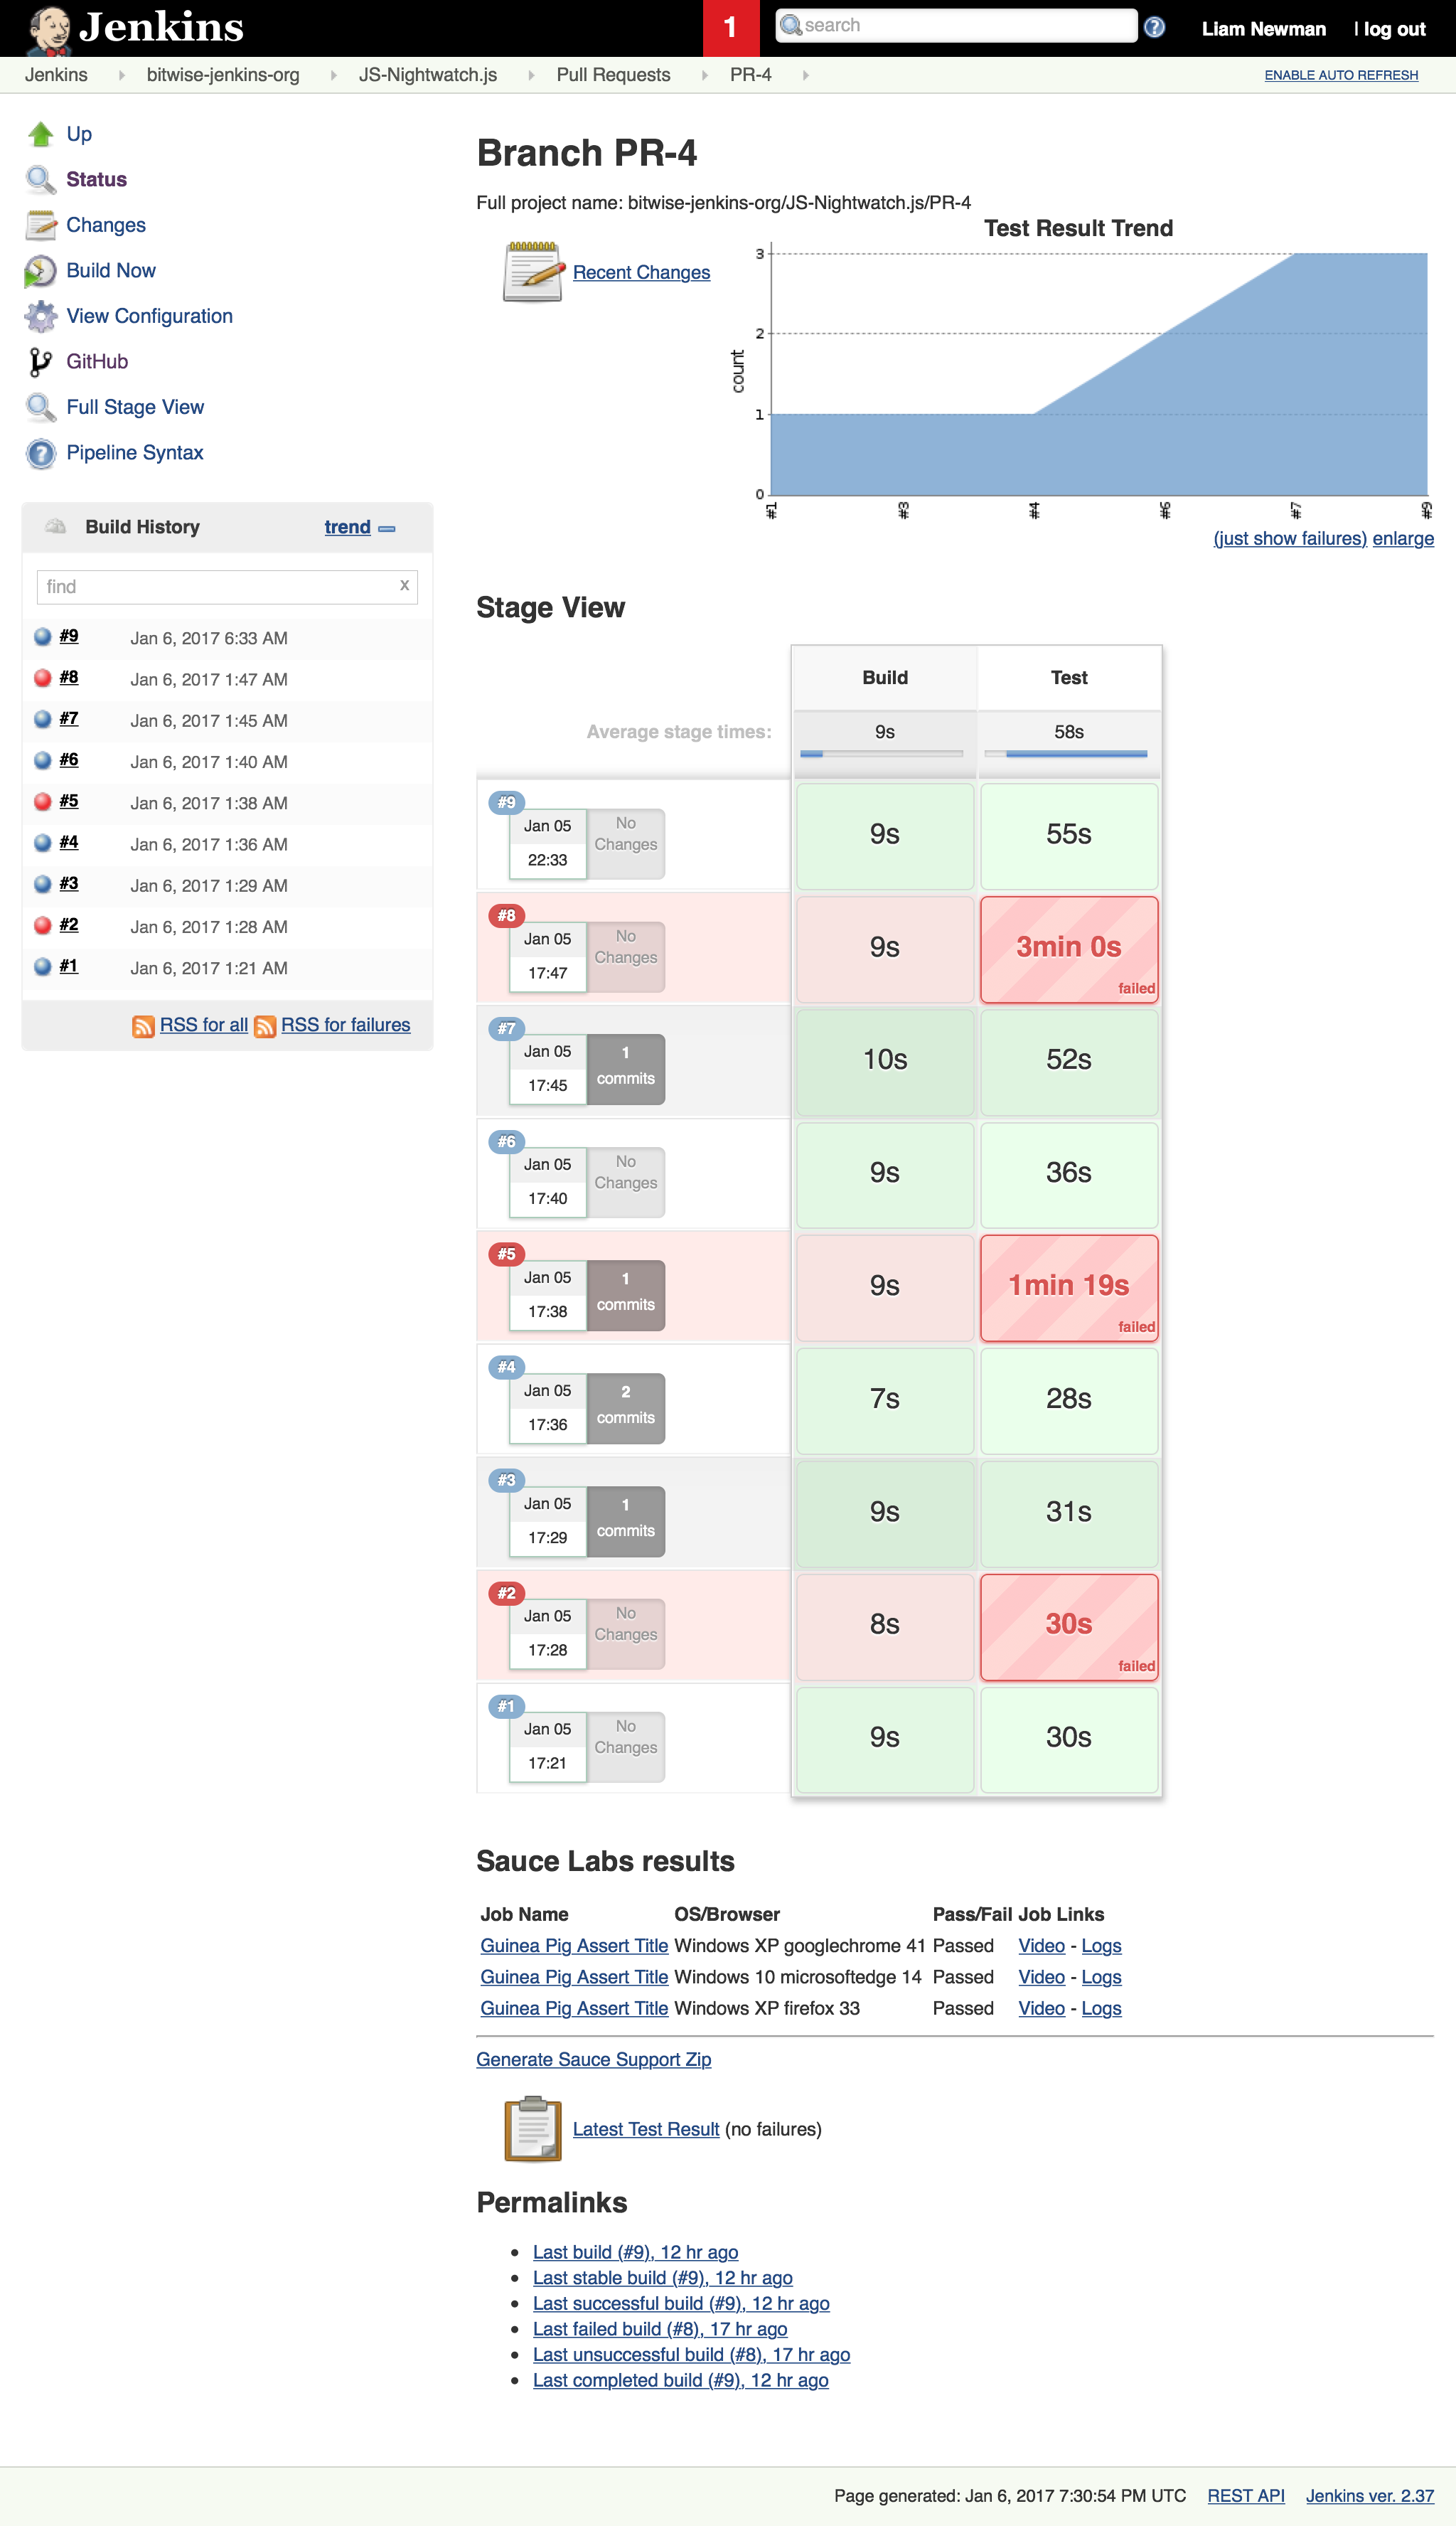 Jenkins
1
search
?
Liam Newman
| log out
Jenkins
bitwise-jenkins-org
JS-Nightwatch.js
Pull Requests
PR-4
ENABLE AUTO REFRESH
Up
Status
Changes
Build Now
View Configuration
GitHub
Full Stage View
? Pipeline Syntax
Build History
trend
find
x
#9 Jan 6, 2017 6:33 AM
#8 Jan 6, 2017 1:47 AM
#7 Jan 6, 2017 1:45 AM
#6 Jan 6, 2017 1:40 AM
#5 Jan 6, 2017 1:38 AM
#4 Jan 6, 2017 1:36 AM
#3 Jan 6, 2017 1:29 AM
#2 Jan 6, 2017 1:28 AM
#1 Jan 6, 2017 1:21 AM
RSS for all RSS for failures
Branch PR-4
Full project name: bitwise-jenkins-org/JS-Nightwatch.js/PR-4
Recent Changes
Test Result Trend
count
3
2
1
0
#1 #3 #4 #6 #7 #9
(just show failures) enlarge
Stage View
Build Test
Average stage times: 9s 58s
#9
Jan 05
22:33
No
Changes
9s 55s
#8
Jan 05
17:47
No
Changes
9s 3min 0s
failed
#7
Jan 05
17:45
1
commits
10s 52s
#6
Jan 05
17:40
No
Changes
9s 36s
#5
Jan 05
17:38
1
commits
9s 1min 19s
failed
#4
Jan 05
17:36
2
commits
7s 28s
#3
Jan 05
17:29
1
commits
9s 31s
#2
Jan 05
17:28
No
Changes
8s 30s
failed
#1
Jan 05
17:21
No
Changes
9s 30s
Sauce Labs results
Job Name OS/Browser Pass/Fail Job Links
Guinea Pig Assert Title Windows XP googlechrome 41 Passed Video - Logs
Guinea Pig Assert Title Windows 10 microsoftedge 14 Passed Video - Logs
Guinea Pig Assert Title Windows XP firefox 33 Passed Video - Logs
Generate Sauce Support Zip
Latest Test Result (no failures)
Permalinks
• Last build (#9), 12 hr ago
• Last stable build (#9), 12 hr ago
• Last successful build (#9), 12 hr ago
• Last failed build (#8), 17 hr ago
• Last unsuccessful build (#8), 17 hr ago
• Last completed build (#9), 12 hr ago
Page generated: Jan 6, 2017 7:30:54 PM UTC REST API Jenkins ver. 2.37